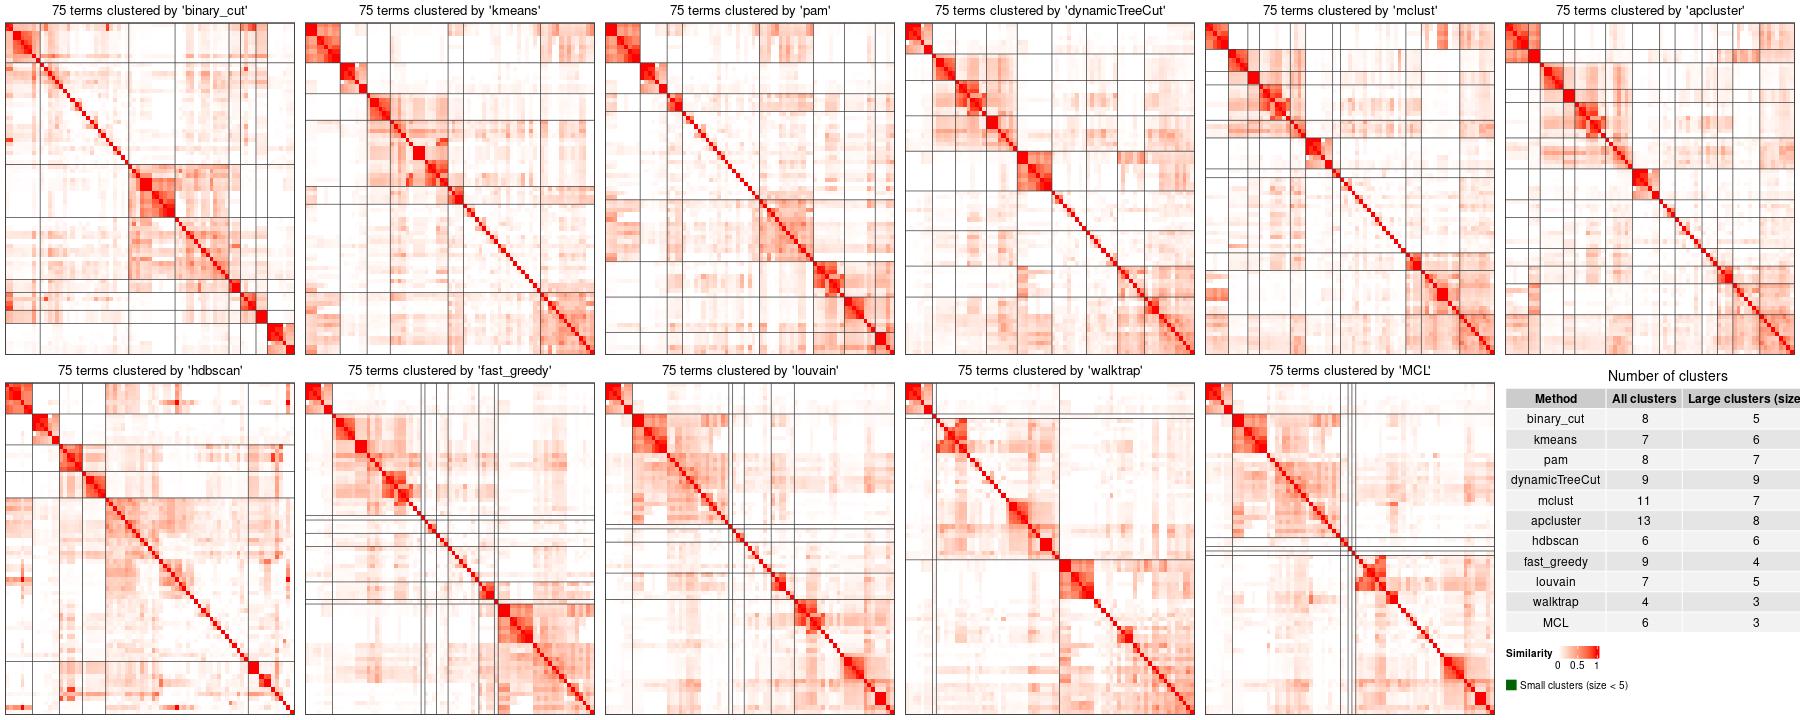 75 terms clustered by 'binary_cut'
75 terms clustered by 'kmeans'
75 terms clustered by 'pam'
75 terms clustered by 'dynamicTreeCut'
75 terms clustered by 'mclust'
75 terms clustered by 'apcluster'
75 terms clustered by 'hdbscan'
75 terms clustered by 'fast_greedy'
75 terms clustered by 'louvain'
75 terms clustered by 'walktrap'
75 terms clustered by 'MCL'
Number of clusters
Method All clusters Large clusters (size
binary_cut 8 5
kmeans 7 6
pam 8 7
dynamicTreeCut 9 9
mclust 11 7
apcluster 13 8
hdbscan 6 6
fast_greedy 9 4
louvain 7 5
walktrap 4 3
MCL 6 3
Similarity
0 0.5 1
Small clusters (size < 5)